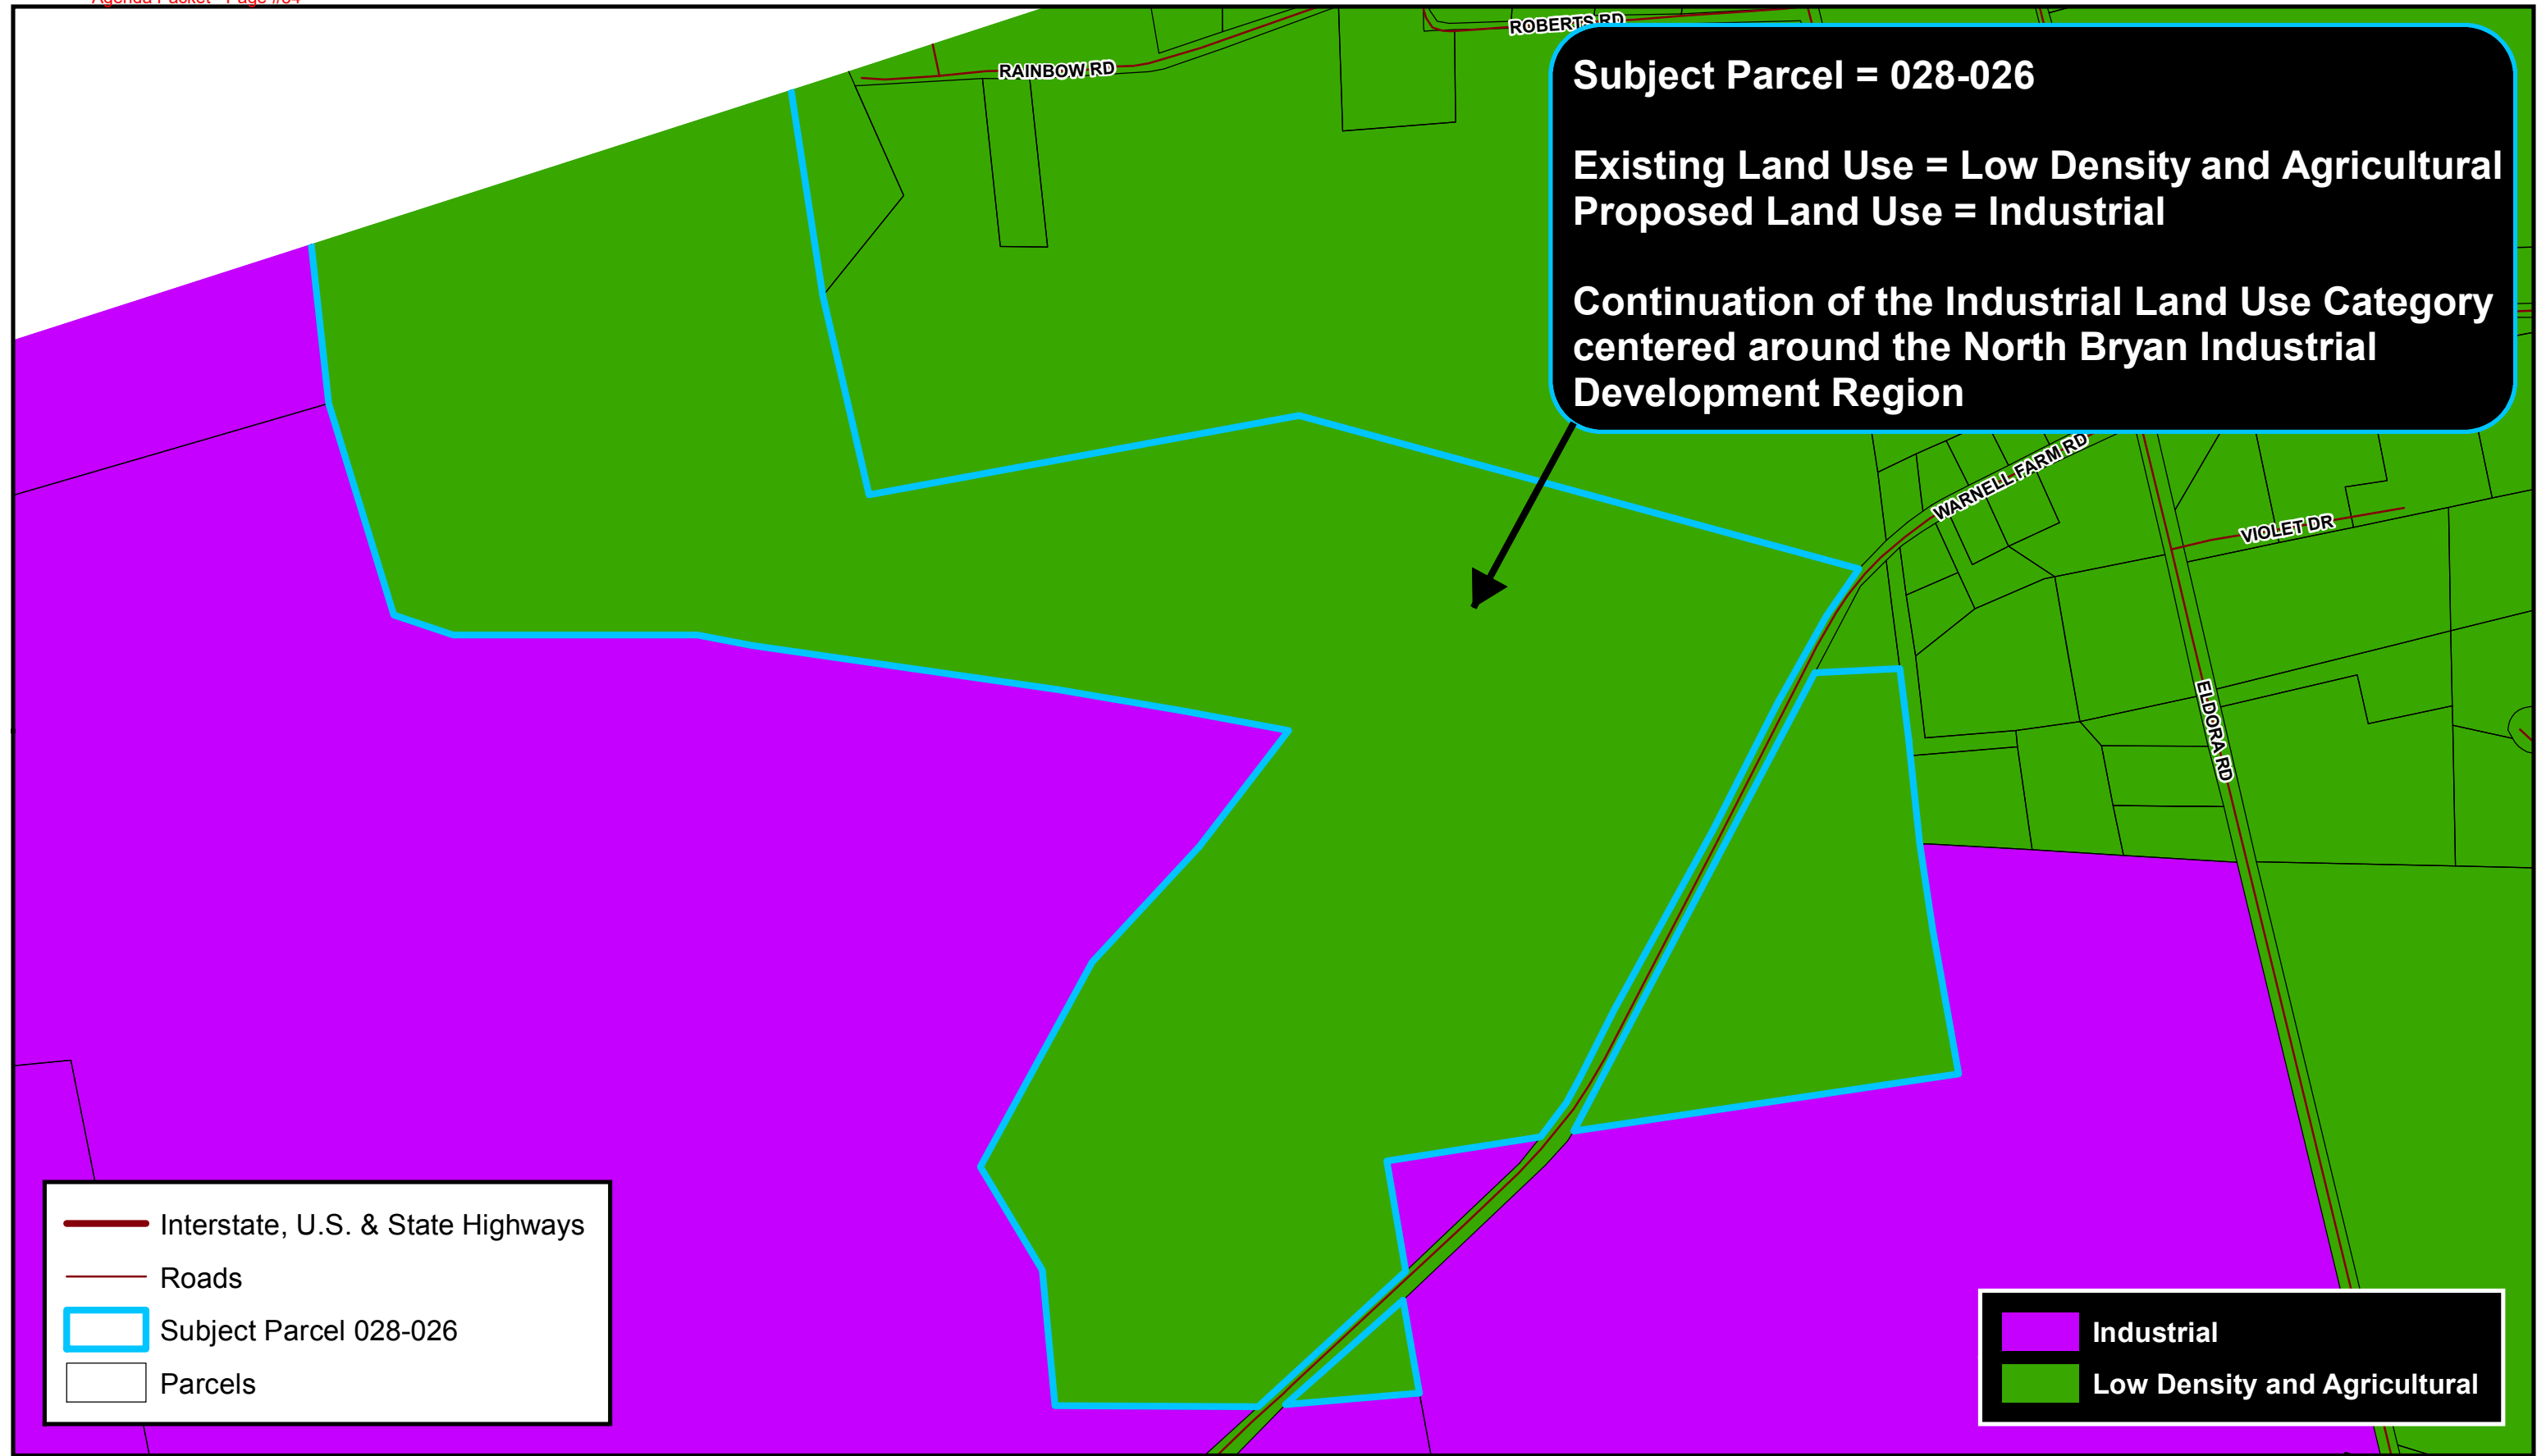 ROBERTS RD
RAINBOW RD
Subject Parcel = 028-026
Existing Land Use = Low Density and Agricultural
Proposed Land Use = Industrial
Continuation of the Industrial Land Use Category
centered around the North Bryan Industrial
Development Region
WARNELL FARM RD
VIOLET DR
ELDORA RD
Interstate, U.S. & State Highways
Roads
Subject Parcel 028-026
Parcels
Industrial
Low Density and Agricultural